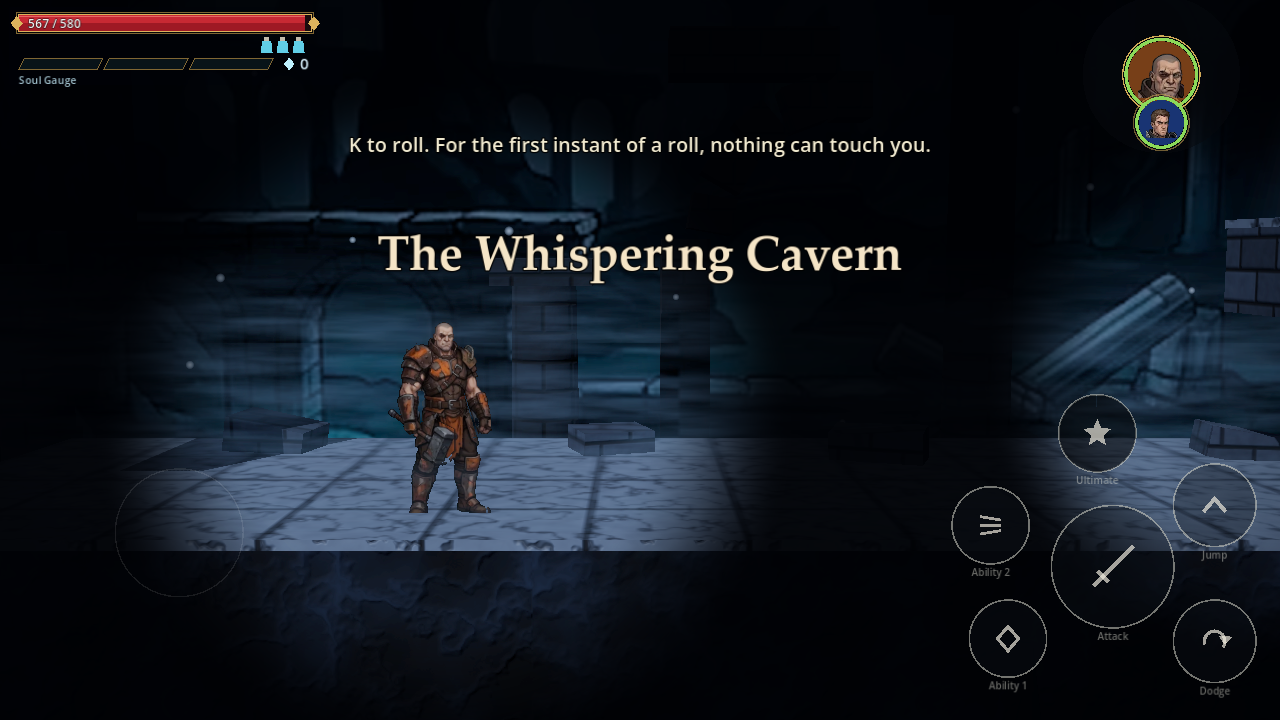 567 / 580
0
Soul Gauge
K to roll. For the first instant of a roll, nothing can touch you.
The Whispering Cavern
Ultimate
Jump
Ability 2
Attack
Ability 1
Dodge